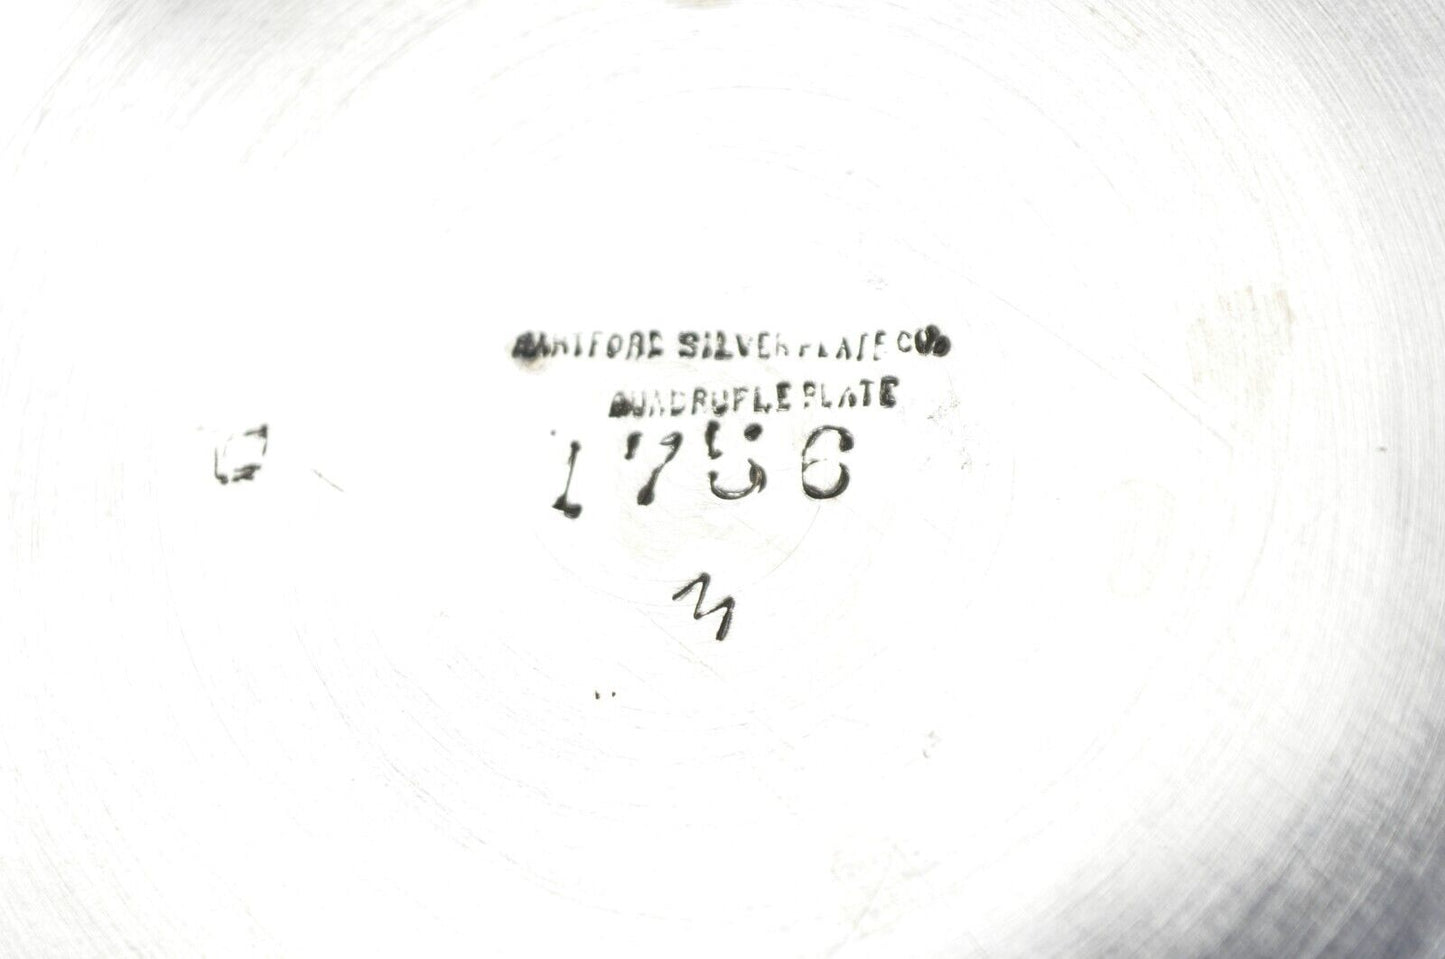 HARTFORD SILVER PLATE CO.
QUADRUPLE PLATE
1756
M